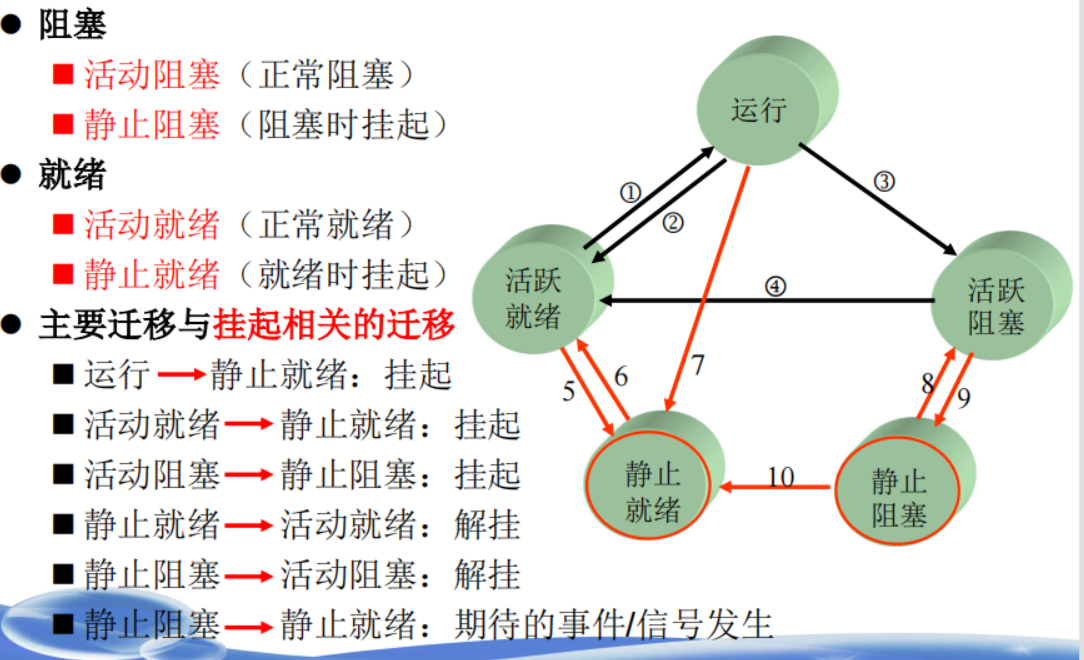 ● 阻塞
■ 活动阻塞（正常阻塞）
■ 静止阻塞（阻塞时挂起）
● 就绪
■ 活动就绪（正常就绪）
■ 静止就绪（就绪时挂起）
● 主要迁移与挂起相关的迁移
■ 运行→静止就绪：挂起
■ 活动就绪→静止就绪：挂起
■ 活动阻塞→静止阻塞：挂起
■ 静止就绪→活动就绪：解挂
■ 静止阻塞→活动阻塞：解挂
■ 静止阻塞→静止就绪：期待的事件/信号发生
运行
①
②
③
活跃
就绪
④
活跃
阻塞
5
6
7
8
9
静止
就绪
10
静止
阻塞